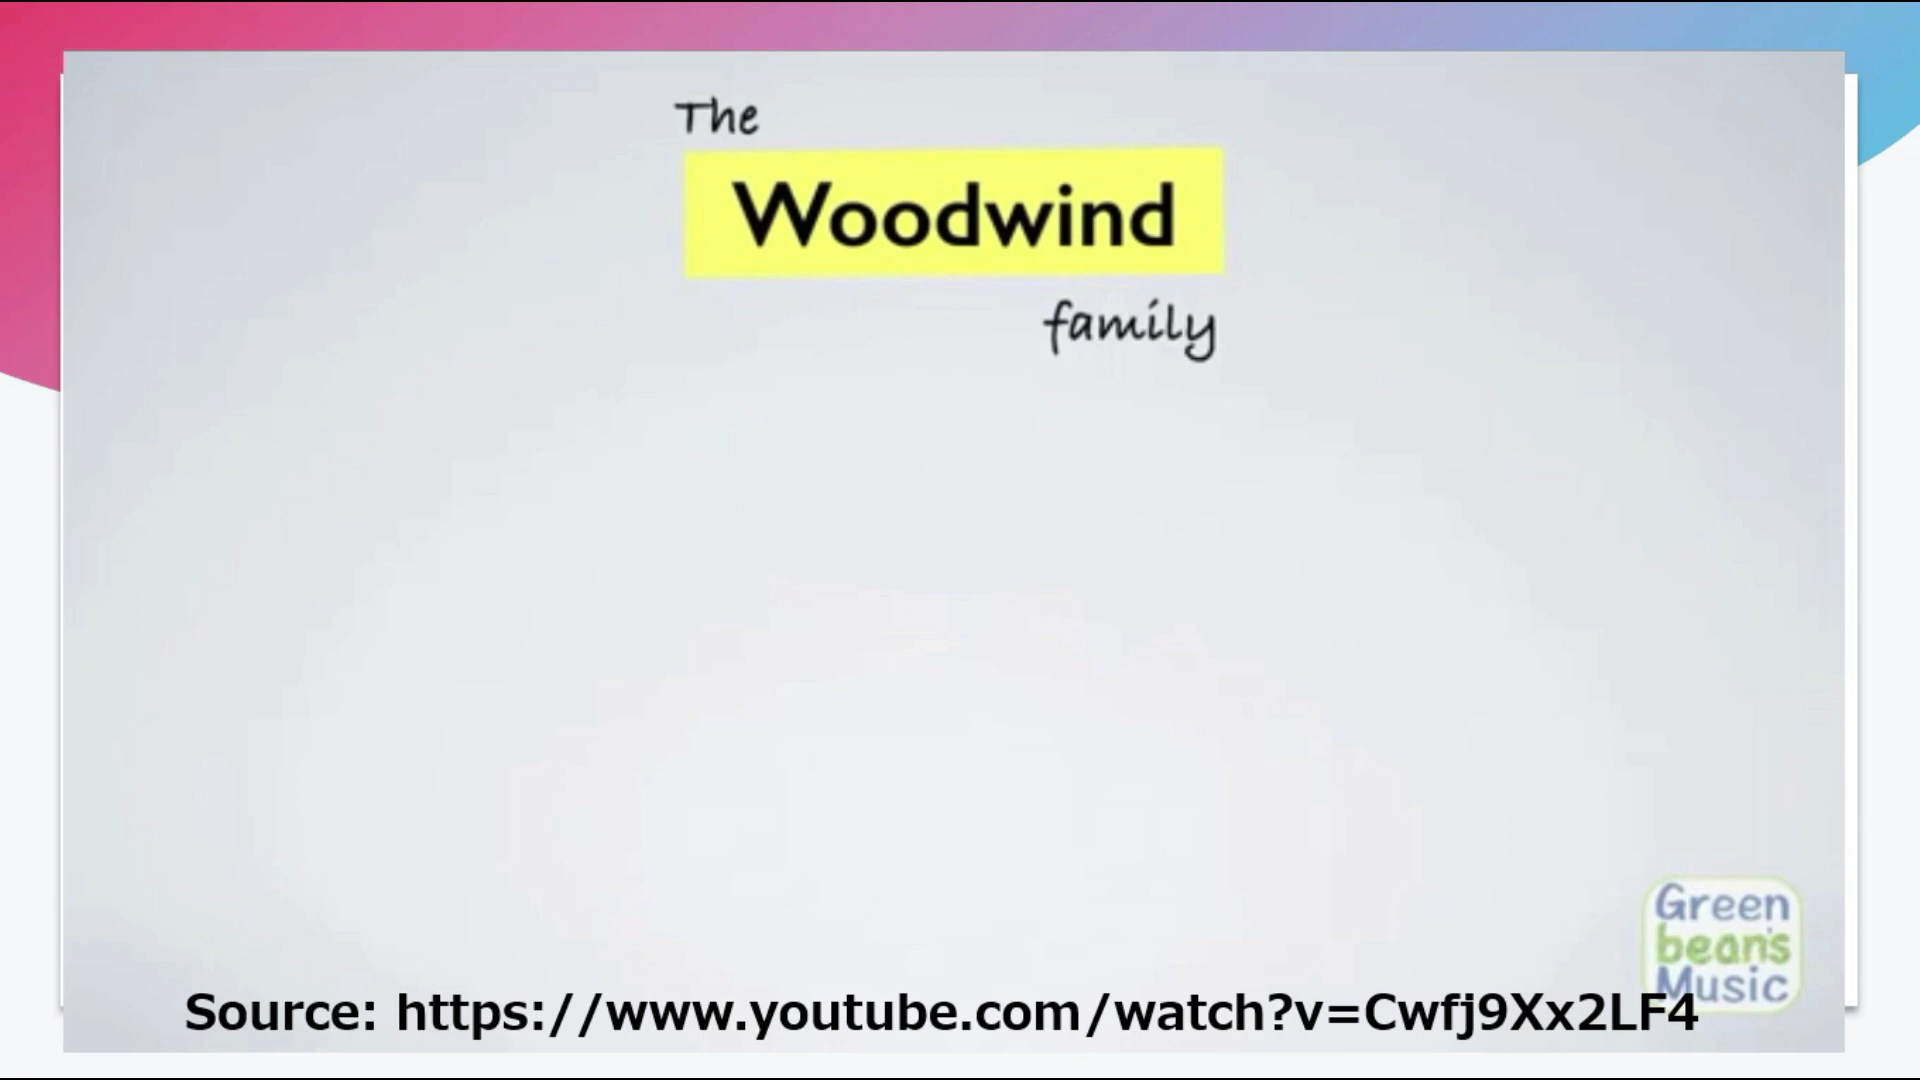 The
Woodwind
family
Green
bean's
Music
Source: https://www.youtube.com/watch?v=Cwfj9Xx2LF4